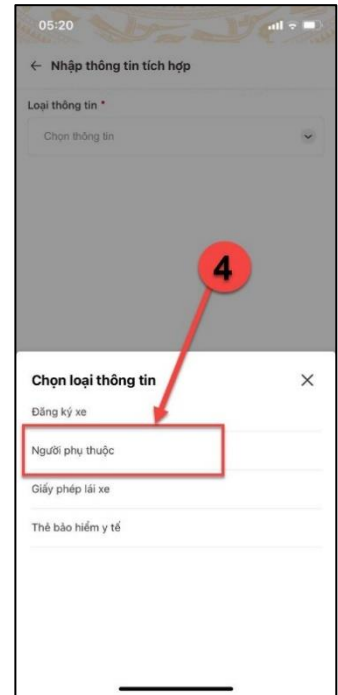 05:20
← Nhập thông tin tích hợp
Loại thông tin *
Chọn thông tin
4
Chọn loại thông tin
Đăng ký xe
Người phụ thuộc
Giấy phép lái xe
Thẻ bảo hiểm y tế